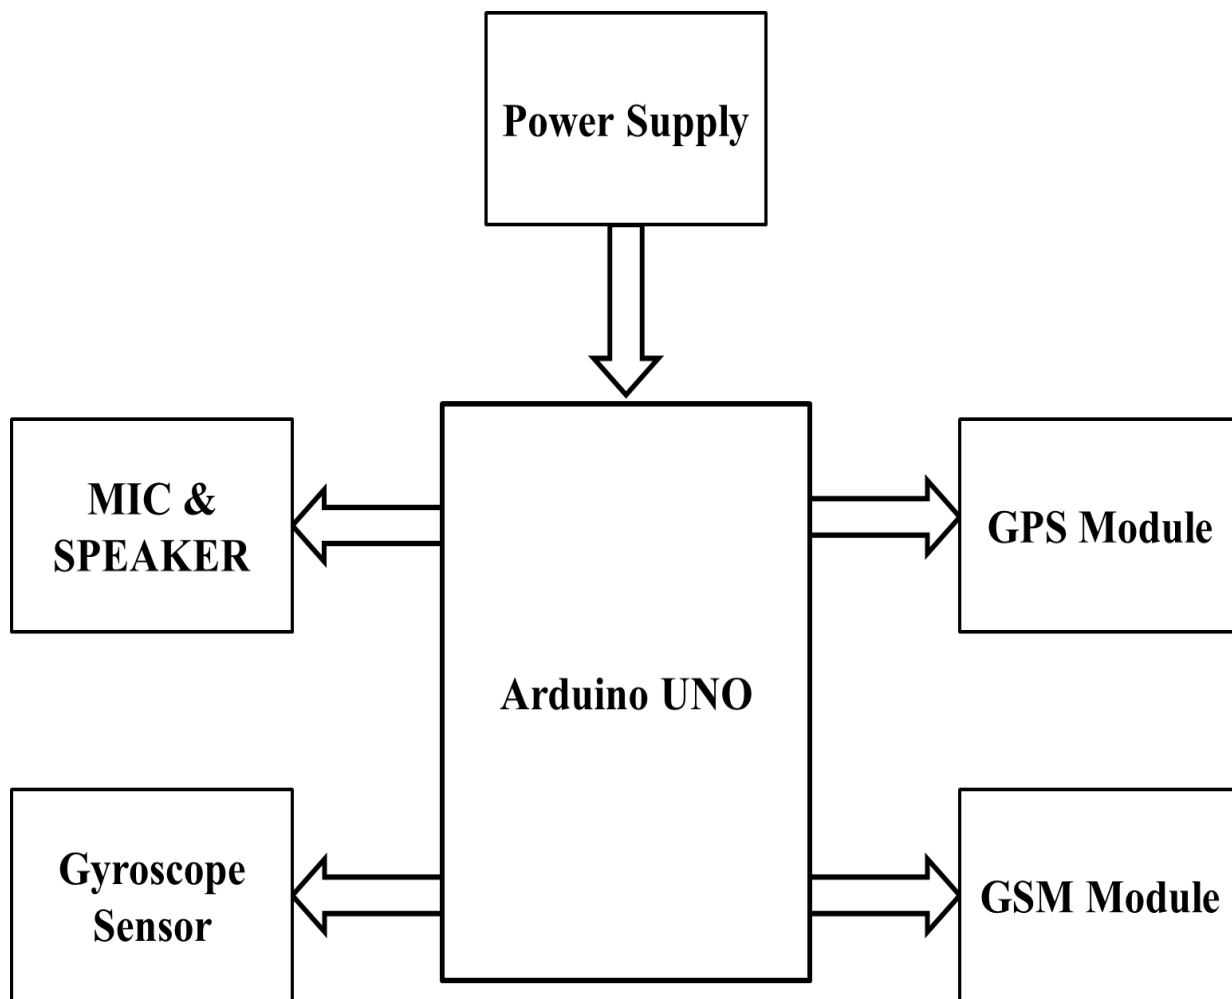 Power Supply
MIC &
SPEAKER
GPS Module
Arduino UNO
Gyroscope
Sensor
GSM Module